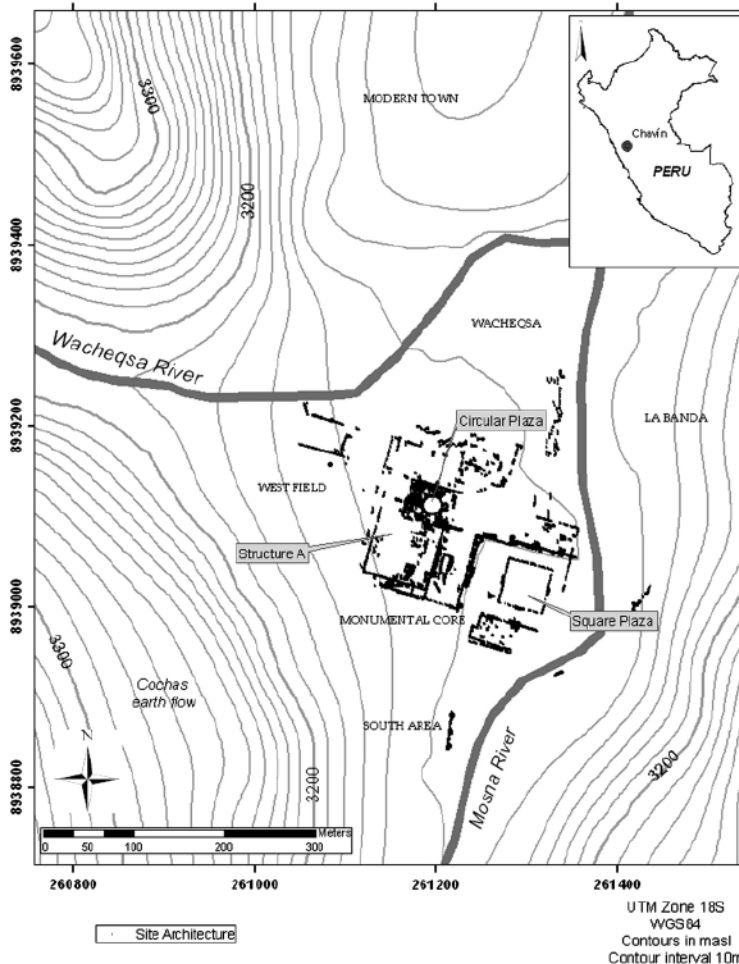 8939600
8939400
8939200
8939000
8938800
3300
MODERN TOWN
3200
Chavín
PERU
WACHEQSA
Wacheqsa River
Circular Plaza
LA BANDA
WEST FIELD
Structure A
MONUMENTAL CORE
Square Plaza
3300
Cochas
earth flow
SOUTH AREA
N
3200
Mosna River
3200
Meters
0 50 100 200 300
260800 261000 261200 261400
Site Architecture
UTM Zone 18S
WGS84
Contours in masl
Contour interval 10m